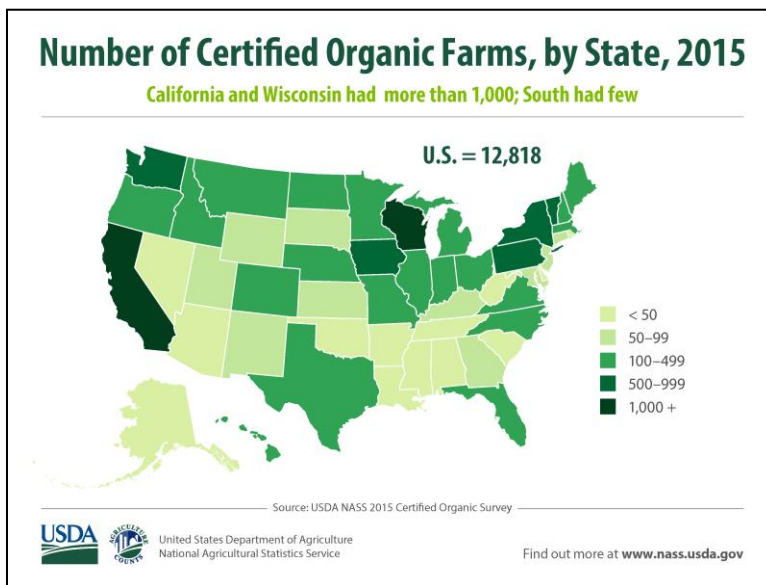 Number of Certified Organic Farms, by State, 2015
California and Wisconsin had more than 1,000; South had few
U.S. = 12,818
< 50
50–99
100–499
500–999
1,000 +
Source: USDA NASS 2015 Certified Organic Survey
USDA
AGRICULTURE
COUNTS
United States Department of Agriculture
National Agricultural Statistics Service
Find out more at www.nass.usda.gov